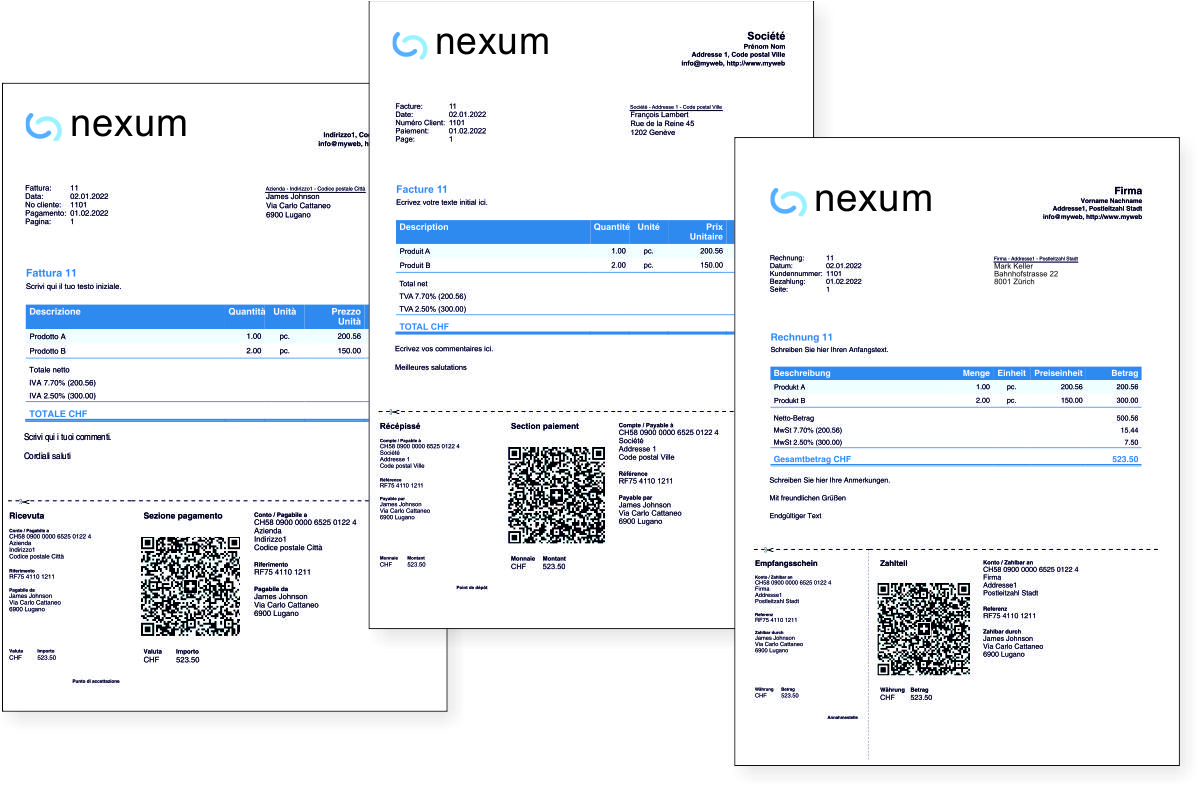 nexum
Indirizzo1, Co
info@myweb, h
Fattura: 11
Data: 02.01.2022
No cliente: 1101
Pagamento: 01.02.2022
Pagina: 1
Azienda - Indirizzo1 - Codice postale Città
James Johnson
Via Carlo Cattaneo
6900 Lugano
Fattura 11
Scrivi qui il tuo testo iniziale.
Descrizione Quantità Unità Prezzo
Unità
Prodotto A 1.00 pc. 200.56
Prodotto B 2.00 pc. 150.00
Totale netto
IVA 7.70% (200.56)
IVA 2.50% (300.00)
TOTALE CHF
Scrivi qui i tuoi commenti.
Cordiali saluti
Ricevuta
Conto / Pagabile a
CH58 0900 0000 6525 0122 4
Azienda
Indirizzo1
Codice postale Città
Riferimento
RF75 4110 1211
Pagabile da
James Johnson
Via Carlo Cattaneo
6900 Lugano
Valuta Importo
CHF 523.50
Punto di accettazione
Sezione pagamento
Valuta Importo
CHF 523.50
Conto / Pagabile a
CH58 0900 0000 6525 0122 4
Azienda
Indirizzo1
Codice postale Città
Riferimento
RF75 4110 1211
Pagabile da
James Johnson
Via Carlo Cattaneo
6900 Lugano
nexum
Société
Prénom Nom
Addresse 1, Code postal Ville
info@myweb, http://www.myweb
Facture: 11
Date: 02.01.2022
Numéro Client: 1101
Paiement: 01.02.2022
Page: 1
Société - Addresse 1 - Code postal Ville
François Lambert
Rue de la Reine 45
1202 Genève
Facture 11
Ecrivez votre texte initial ici.
Description Quantité Unité Prix
Unitaire
Produit A 1.00 pc. 200.56
Produit B 2.00 pc. 150.00
Total net
TVA 7.70% (200.56)
TVA 2.50% (300.00)
TOTAL CHF
Ecrivez vos commentaires ici.
Meilleures salutations
Récépissé
Compte / Payable à
CH58 0900 0000 6525 0122 4
Société
Addresse 1
Code postal Ville
Référence
RF75 4110 1211
Payable par
James Johnson
Via Carlo Cattaneo
6900 Lugano
Monnaie Montant
CHF 523.50
Point de dépôt
Section paiement
Monnaie Montant
CHF 523.50
Compte / Payable à
CH58 0900 0000 6525 0122 4
Société
Addresse 1
Code postal Ville
Référence
RF75 4110 1211
Payable par
James Johnson
Via Carlo Cattaneo
6900 Lugano
nexum
Firma
Vorname Nachname
Addresse1, Postleitzahl Stadt
info@myweb, http://www.myweb
Rechnung: 11
Datum: 02.01.2022
Kundennummer: 1101
Bezahlung: 01.02.2022
Seite: 1
Firma - Addresse1 - Postleitzahl Stadt
Mark Keller
Bahnhofstrasse 22
8001 Zürich
Rechnung 11
Schreiben Sie hier Ihren Anfangstext.
Beschreibung Menge Einheit Preiseinheit Betrag
Produkt A 1.00 pc. 200.56 200.56
Produkt B 2.00 pc. 150.00 300.00
Netto-Betrag 500.56
MwSt 7.70% (200.56) 15.44
MwSt 2.50% (300.00) 7.50
Gesamtbetrag CHF 523.50
Schreiben Sie hier Ihre Anmerkungen.
Mit freundlichen Grüßen
Endgültiger Text
Empfangsschein
Konto / Zahlbar an
CH58 0900 0000 6525 0122 4
Firma
Addresse1
Postleitzahl Stadt
Referenz
RF75 4110 1211
Zahlbar durch
James Johnson
Via Carlo Cattaneo
6900 Lugano
Währung Betrag
CHF 523.50
Annahmestelle
Zahlteil
Währung Betrag
CHF 523.50
Konto / Zahlbar an
CH58 0900 0000 6525 0122 4
Firma
Addresse1
Postleitzahl Stadt
Referenz
RF75 4110 1211
Zahlbar durch
James Johnson
Via Carlo Cattaneo
6900 Lugano